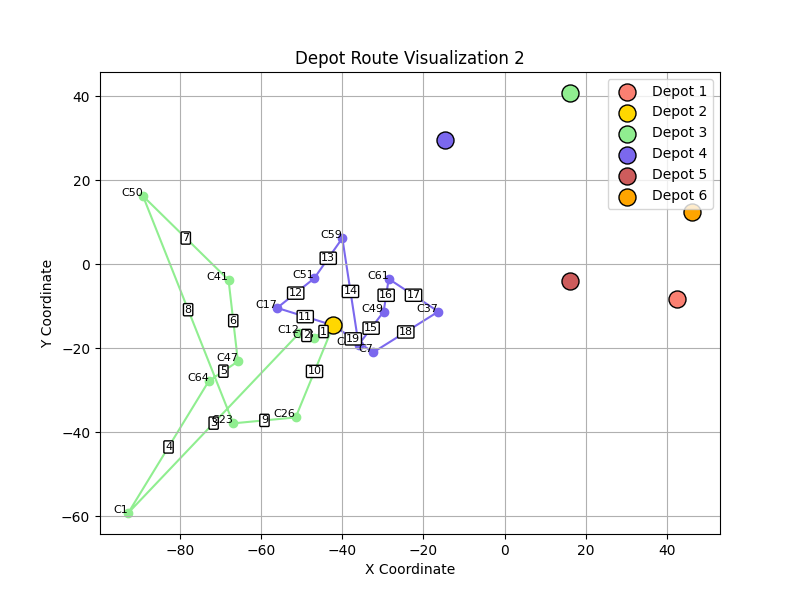 Depot Route Visualization 2
Depot 1
Depot 2
Depot 3
Depot 4
Depot 5
Depot 6
Y Coordinate
40
20
0
−20
−40
−60
C50
7
C41
8
6
C47
5
C64
4
3
C23
9
C26
C1
10
C12
2
1
C17
11
12
C51
13
C59
14
C61
16
17
C49
C37
15
18
19
C7
−80
−60
−40
−20
0
20
40
X Coordinate